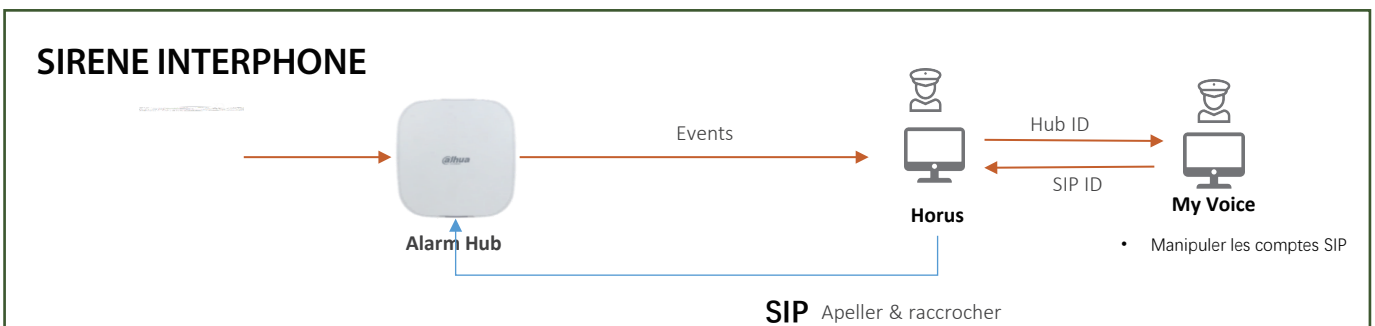 SIRENE INTERPHONE
Events
Hub ID
SIP ID
alhua
Alarm Hub
Horus
My Voice
• Manipuler les comptes SIP
SIP Apeller & raccrocher